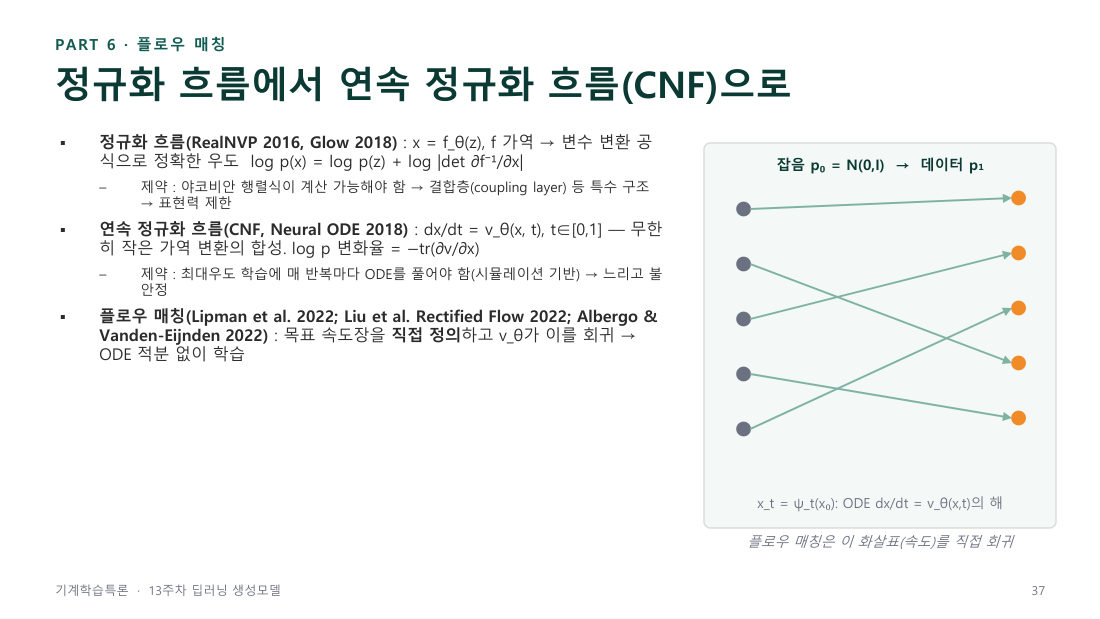 PART 6 · 플로우 매칭
정규화 흐름에서 연속 정규화 흐름(CNF)으로
▪ 정규화 흐름(RealNVP 2016, Glow 2018) : x = f_θ(z), f 가역 → 변수 변환 공
식으로 정확한 우도 log p(x) = log p(z) + log |det ∂f⁻¹/∂x|
– 제약 : 야코비안 행렬식이 계산 가능해야 함 → 결합층(coupling layer) 등 특수 구조
→ 표현력 제한
▪ 연속 정규화 흐름(CNF, Neural ODE 2018) : dx/dt = v_θ(x, t), t∈[0,1] — 무한
히 작은 가역 변환의 합성. log p 변화율 = −tr(∂v/∂x)
– 제약 : 최대우도 학습에 매 반복마다 ODE를 풀어야 함(시뮬레이션 기반) → 느리고 불
안정
▪ 플로우 매칭(Lipman et al. 2022; Liu et al. Rectified Flow 2022; Albergo &
Vanden-Eijnden 2022) : 목표 속도장을 직접 정의하고 v_θ가 이를 회귀 →
ODE 적분 없이 학습
잡음 p₀ = N(0,I) → 데이터 p₁
x_t = ψ_t(x₀): ODE dx/dt = v_θ(x,t)의 해
플로우 매칭은 이 화살표(속도)를 직접 회귀
기계학습특론 · 13주차 딥러닝 생성모델
37